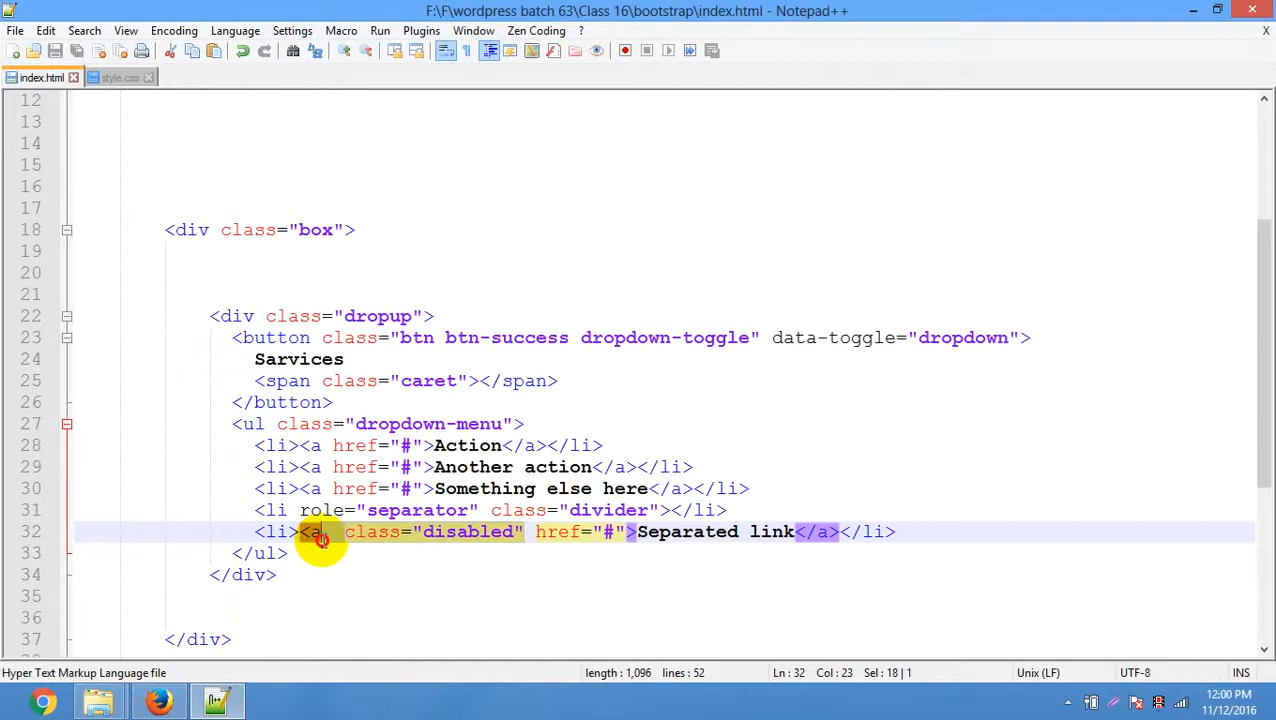 F:\F\wordpress batch 63\Class 16\bootstrap\index.html - Notepad++
File Edit Search View Encoding Language Settings Macro Run Plugins Window Zen Coding ? X
index.html style.css
12
13
14
15
16
17
18 <div class="box">
19
20
21
22 <div class="dropup">
23 <button class="btn btn-success dropdown-toggle" data-toggle="dropdown">
24 Sarvices
25 <span class="caret"></span>
26 </button>
27 <ul class="dropdown-menu">
28 <li><a href="#">Action</a></li>
29 <li><a href="#">Another action</a></li>
30 <li><a href="#">Something else here</a></li>
31 <li role="separator" class="divider"></li>
32 <li><a class="disabled" href="#">Separated link</a></li>
33 </ul>
34 </div>
35
36
37 </div>
Hyper Text Markup Language file length : 1,096 lines : 52 Ln : 32 Col : 23 Sel : 18 | 1 Unix (LF) UTF-8 INS
12:00 PM
11/12/2016